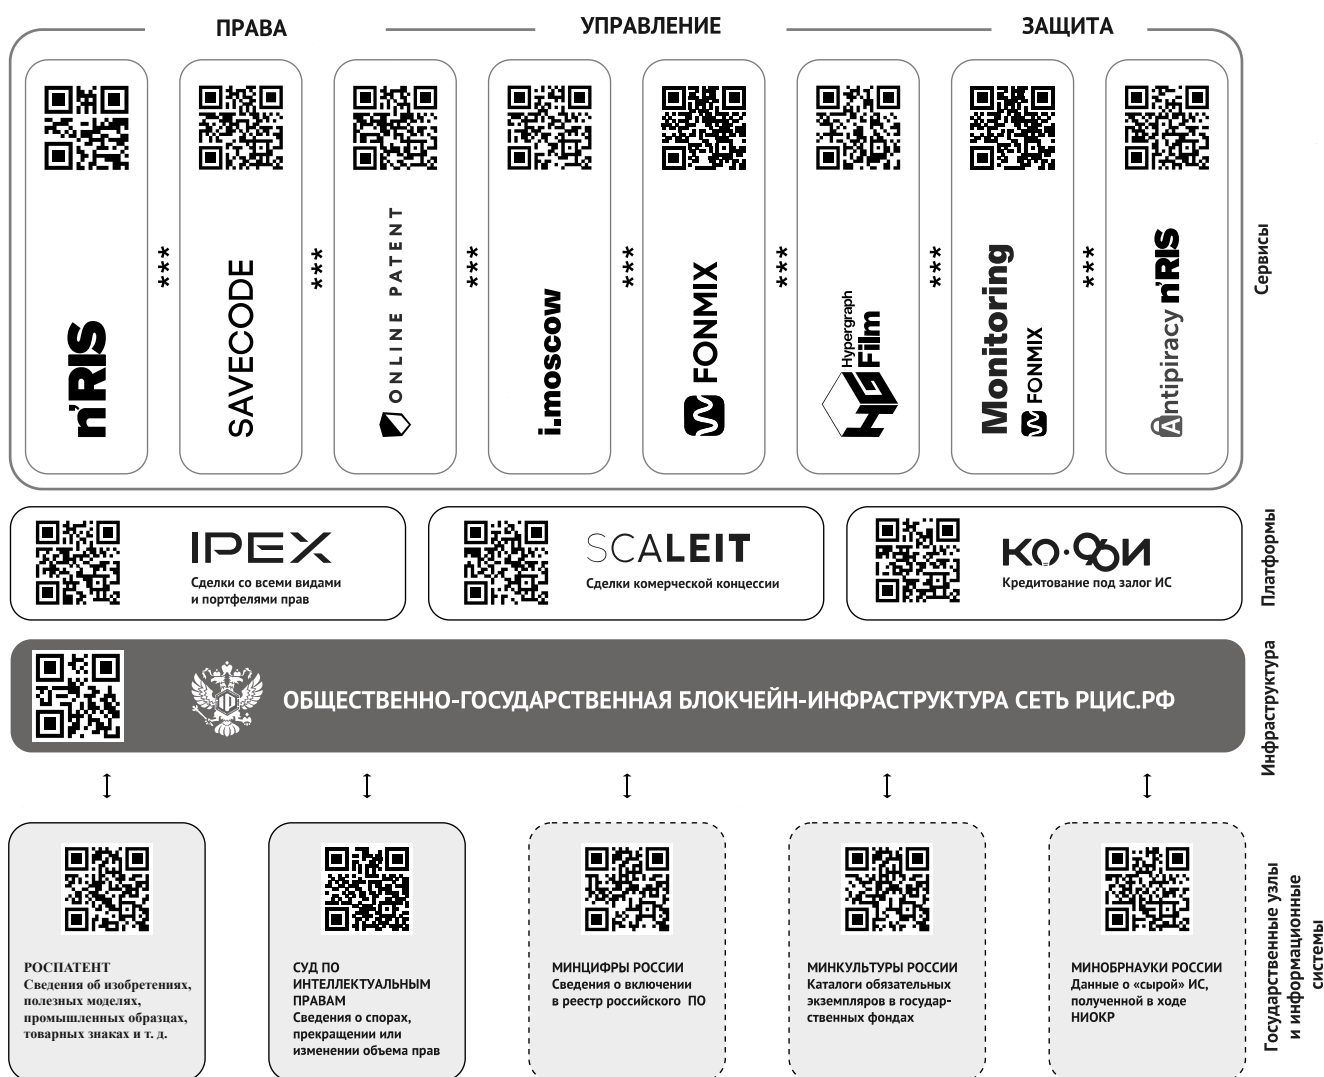 ПРАВА
УПРАВЛЕНИЕ
ЗАЩИТА
n'RIS
***
SAVECODE
***
ONLINE PATENT
***
i.moscow
***
FONMIX
***
HG
Hypergraph
Film
***
Monitoring
FONMIX
***
Antipiracy n'RIS
Сервисы
IPEX
Сделки со всеми видами
и портфелями прав
SCALEIT
Сделки комерческой концессии
КО·ФИ
Кредитование под залог ИС
Платформы
ОБЩЕСТВЕННО-ГОСУДАРСТВЕННАЯ БЛОКЧЕЙН-ИНФРАСТРУКТУРА СЕТЬ РЦИС.РФ
Инфраструктура
РОСПАТЕНТ
Сведения об изобретениях,
полезных моделях,
промышленных образцах,
товарных знаках и т. д.
СУД ПО
ИНТЕЛЛЕКТУАЛЬНЫМ
ПРАВАМ
Сведения о спорах,
прекращении или
изменении объема прав
МИНЦИФРЫ РОССИИ
Сведения о включении
в реестр российского ПО
МИНКУЛЬТУРЫ РОССИИ
Каталоги обязательных
экземпляров в государ-
ственных фондах
МИНОБРНАУКИ РОССИИ
Данные о «сырой» ИС,
полученной в ходе
НИОКР
Государственные узлы
и информационные
системы